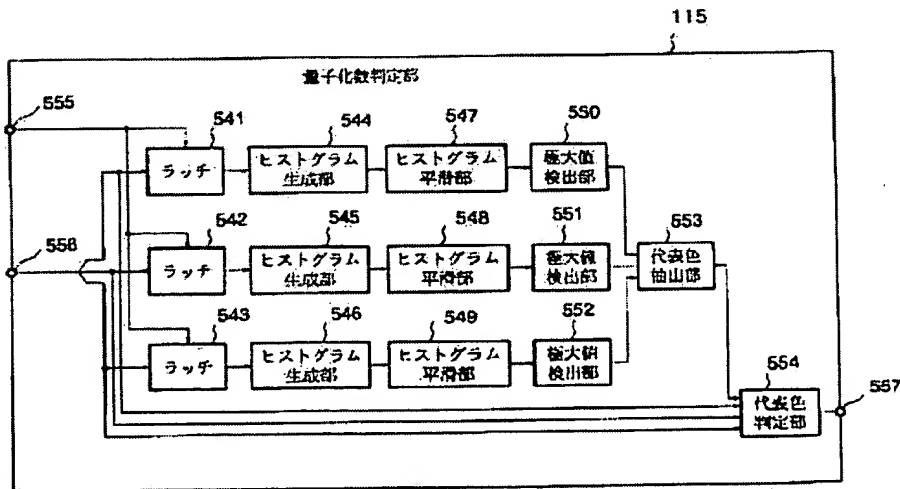 115
量子化数判定部
555
541
544
547
550
ラッチ
ヒストグラム
生成部
ヒストグラム
平滑部
極大値
検出部
558
542
545
548
551
553
ラッチ
ヒストグラム
生成部
ヒストグラム
平滑部
極大値
検出部
代表色
抽出部
543
546
549
552
ラッチ
ヒストグラム
生成部
ヒストグラム
平滑部
極大値
検出部
554
557
代表色
判定部